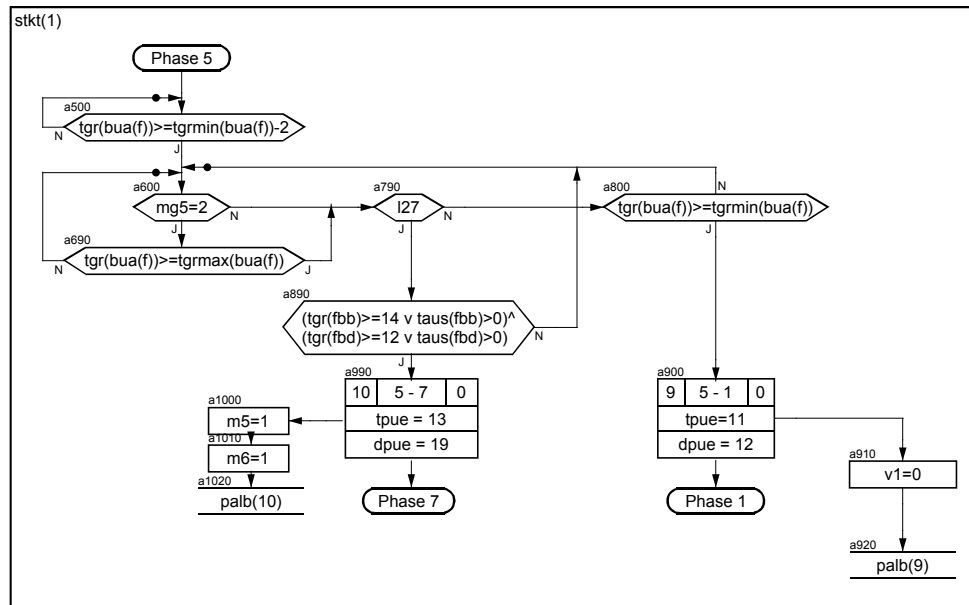 stkt(1)
Phase 5
a500
tgr(bua(f))>=tgrmin(bua(f))-2
N
J
a600
mg5=2
N
J
a790
l27
N
J
a800
tgr(bua(f))>=tgrmin(bua(f))
N
J
a690
tgr(bua(f))>=tgrmax(bua(f))
N
J
a890
(tgr(fbb)>=14 v taus(fbb)>0)^
(tgr(fbd)>=12 v taus(fbd)>0)
N
J
a990
10 5 - 7 0
tpue = 13
dpue = 19
Phase 7
a1000
m5=1
a1010
m6=1
a1020
palb(10)
a900
9 5 - 1 0
tpue=11
dpue = 12
Phase 1
a910
v1=0
a920
palb(9)